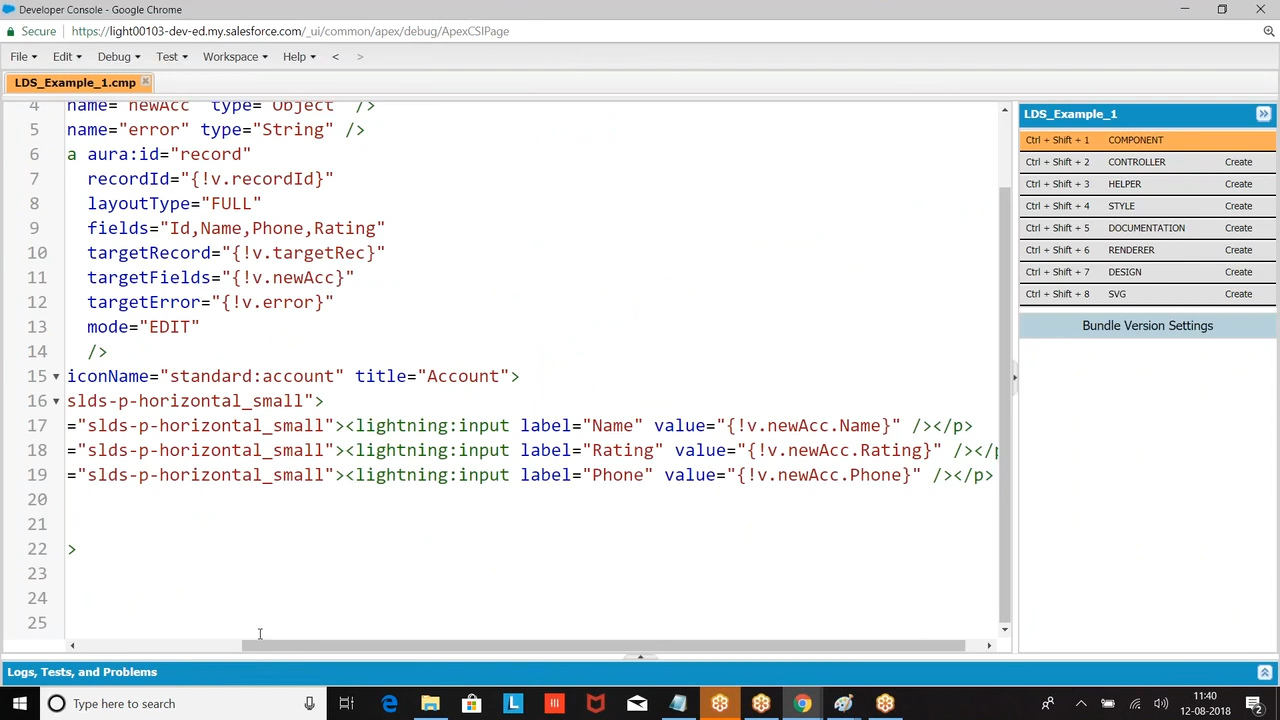 Developer Console - Google Chrome
Secure https://light00103-dev-ed.my.salesforce.com/_ui/common/apex/debug/ApexCSIPage
File Edit Debug Test Workspace Help < >
LDS_Example_1.cmp
4 name="newAcc" type="Object" />
5 name="error" type="String" />
6 a aura:id="record"
7 recordId="{!v.recordId}"
8 layoutType="FULL"
9 fields="Id,Name,Phone,Rating"
10 targetRecord="{!v.targetRec}"
11 targetFields="{!v.newAcc}"
12 targetError="{!v.error}"
13 mode="EDIT"
14 />
15 iconName="standard:account" title="Account">
16 slds-p-horizontal_small">
17 ="slds-p-horizontal_small"><lightning:input label="Name" value="{!v.newAcc.Name}" /></p>
18 ="slds-p-horizontal_small"><lightning:input label="Rating" value="{!v.newAcc.Rating}" /></p
19 ="slds-p-horizontal_small"><lightning:input label="Phone" value="{!v.newAcc.Phone}" /></p>
20
21
22 >
23
24
25
LDS_Example_1
Ctrl + Shift + 1 COMPONENT
Ctrl + Shift + 2 CONTROLLER Create
Ctrl + Shift + 3 HELPER Create
Ctrl + Shift + 4 STYLE Create
Ctrl + Shift + 5 DOCUMENTATION Create
Ctrl + Shift + 6 RENDERER Create
Ctrl + Shift + 7 DESIGN Create
Ctrl + Shift + 8 SVG Create
Bundle Version Settings
Logs, Tests, and Problems
Type here to search
11:40
12-08-2018
2